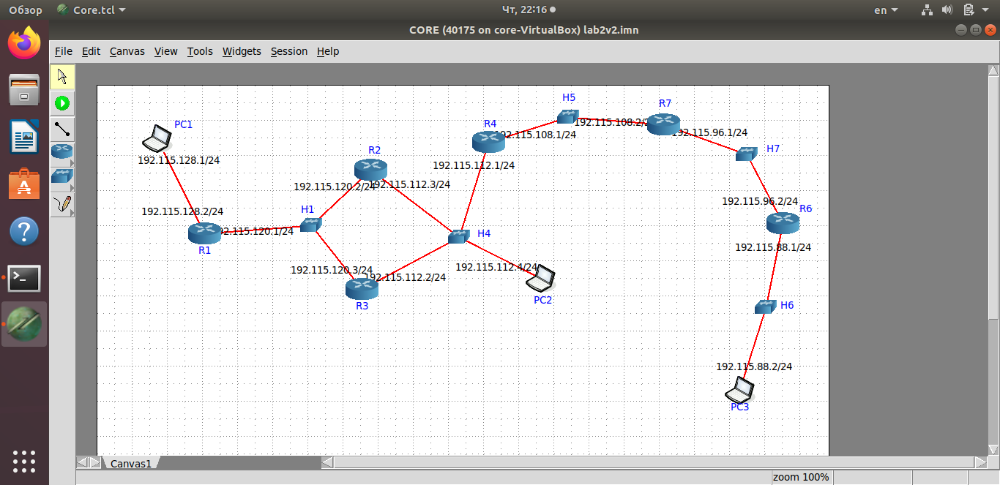 Обзор Core.tcl Чт, 22:16 en
CORE (40175 on core-VirtualBox) lab2v2.imn
File Edit Canvas View Tools Widgets Session Help
H5
R7
PC1
R4
192.115.108.2/2
192.115.108.1/24
192.115.96.1/24
H7
R2
192.115.128.1/24
192.115.112.1/24
192.115.120.2/24
192.115.112.3/24
192.115.96.2/24
R6
192.115.128.2/24
H1
192.115.120.1/24
H4
192.115.88.1/24
R1
192.115.120.3/24
192.115.112.4/24
192.115.112.2/24
PC2
R3
H6
192.115.88.2/24
PC3
Canvas1
zoom 100%